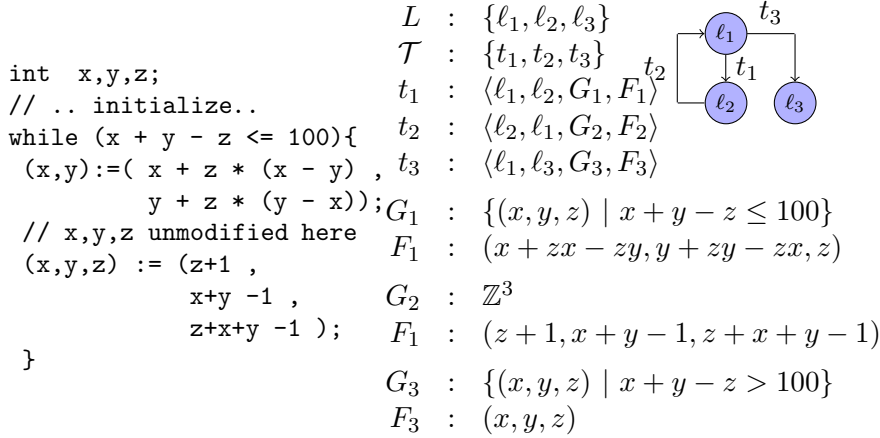 int  x,y,z;
// .. initialize..
while (x + y - z <= 100){
 (x,y):=( x + z * (x - y) ,
          y + z * (y - x));
 // x,y,z unmodified here
 (x,y,z) := (z+1 ,
             x+y -1 ,
             z+x+y -1 );
 }
L : {ℓ₁, ℓ₂, ℓ₃}
𝒯 : {t₁, t₂, t₃}
t₁ : ⟨ℓ₁, ℓ₂, G₁, F₁⟩
t₂ : ⟨ℓ₂, ℓ₁, G₂, F₂⟩
t₃ : ⟨ℓ₁, ℓ₃, G₃, F₃⟩
G₁ : {(x, y, z) | x + y − z ≤ 100}
F₁ : (x + zx − zy, y + zy − zx, z)
G₂ : ℤ³
F₁ : (z + 1, x + y − 1, z + x + y − 1)
G₃ : {(x, y, z) | x + y − z > 100}
F₃ : (x, y, z)
ℓ₁
t₃
t₂
t₁
ℓ₂
ℓ₃